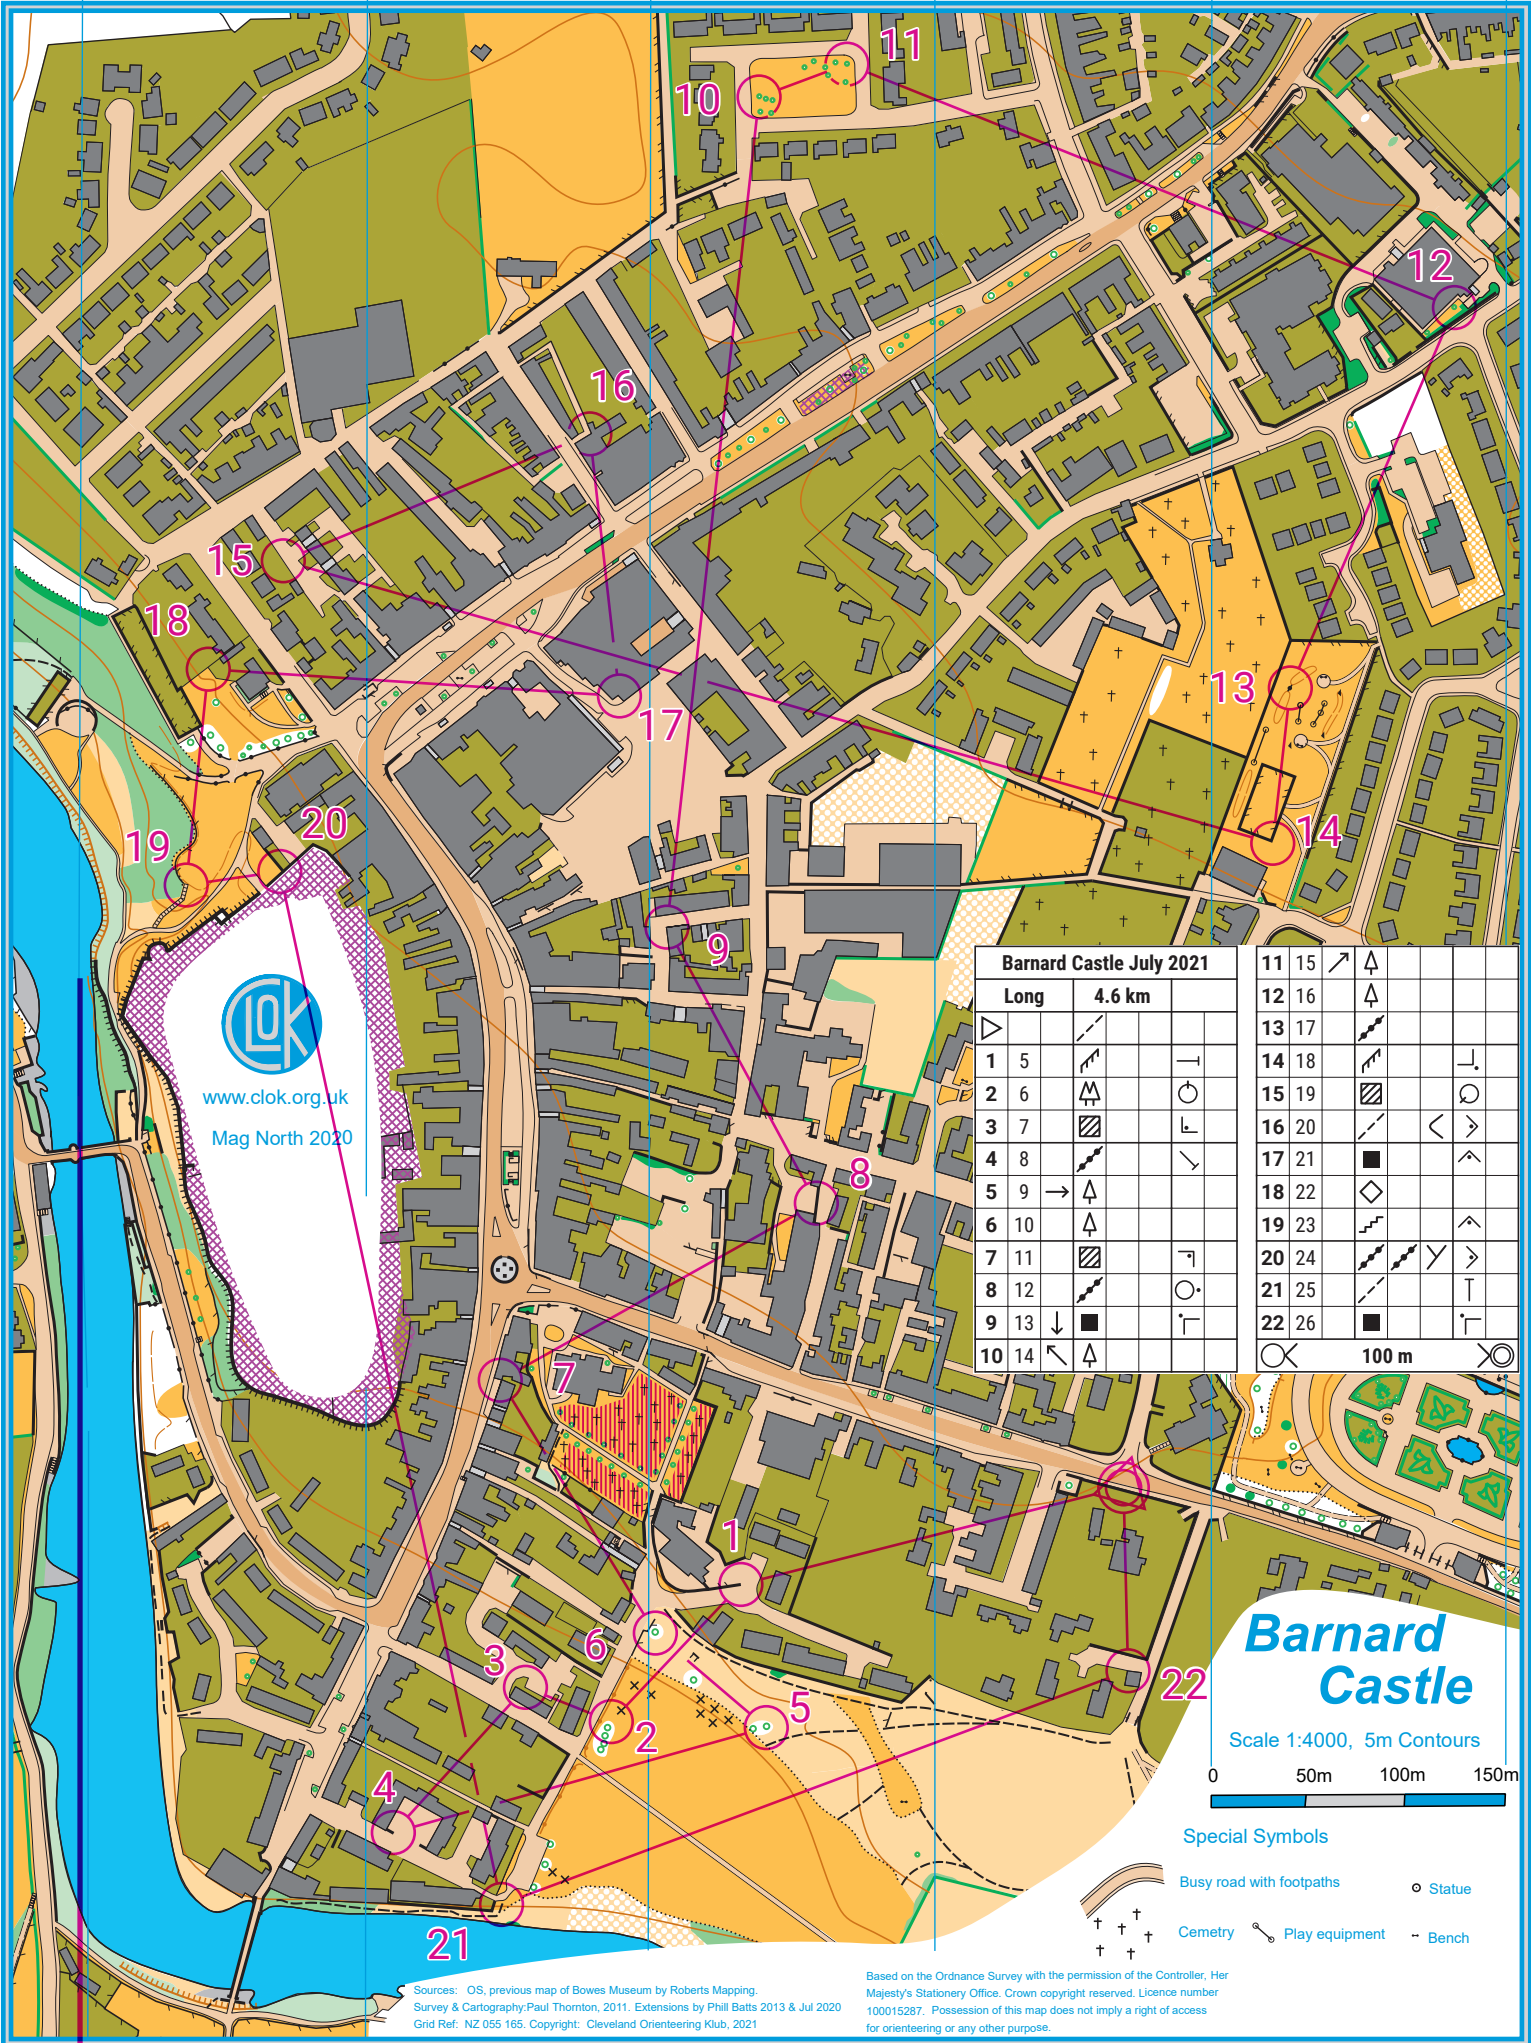 11
10
12
16
15
18
13
17
14
20
19
9
CLOK
www.clok.org.uk
Mag North 2020
8
7
1
6
3
5
2
22
4
21
Barnard Castle July 2021
Long 4.6 km
1 5
2 6
3 7
4 8
5 9
6 10
7 11
8 12
9 13
10 14
11 15
12 16
13 17
14 18
15 19
16 20
17 21
18 22
19 23
20 24
21 25
22 26
100 m
Barnard
Castle
Scale 1:4000, 5m Contours
0 50m 100m 150m
Special Symbols
Busy road with footpaths
Statue
Cemetry
Play equipment
Bench
Sources: OS, previous map of Bowes Museum by Roberts Mapping.
Survey & Cartography:Paul Thornton, 2011. Extensions by Phill Batts 2013 & Jul 2020
Grid Ref: NZ 055 165. Copyright: Cleveland Orienteering Klub, 2021
Based on the Ordnance Survey with the permission of the Controller, Her
Majesty's Stationery Office. Crown copyright reserved. Licence number
100015287. Possession of this map does not imply a right of access
for orienteering or any other purpose.